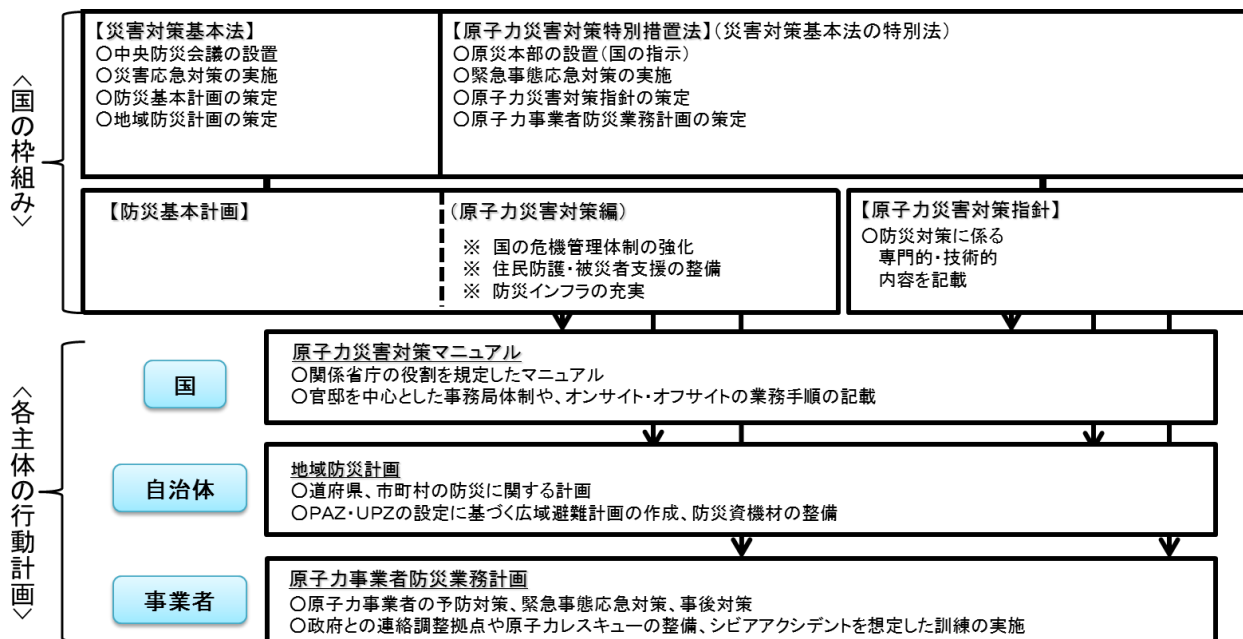 〈国の枠組み〉
【災害対策基本法】
○中央防災会議の設置
○災害応急対策の実施
○防災基本計画の策定
○地域防災計画の策定
【原子力災害対策特別措置法】(災害対策基本法の特別法)
○原災本部の設置(国の指示)
○緊急事態応急対策の実施
○原子力災害対策指針の策定
○原子力事業者防災業務計画の策定
【防災基本計画】
(原子力災害対策編)
※ 国の危機管理体制の強化
※ 住民防護・被災者支援の整備
※ 防災インフラの充実
【原子力災害対策指針】
○防災対策に係る
専門的・技術的
内容を記載
〈各主体の行動計画〉
国
原子力災害対策マニュアル
○関係省庁の役割を規定したマニュアル
○官邸を中心とした事務局体制や、オンサイト・オフサイトの業務手順の記載
自治体
地域防災計画
○道府県、市町村の防災に関する計画
○PAZ・UPZの設定に基づく広域避難計画の作成、防災資機材の整備
事業者
原子力事業者防災業務計画
○原子力事業者の予防対策、緊急事態応急対策、事後対策
○政府との連絡調整拠点や原子力レスキューの整備、シビアアクシデントを想定した訓練の実施